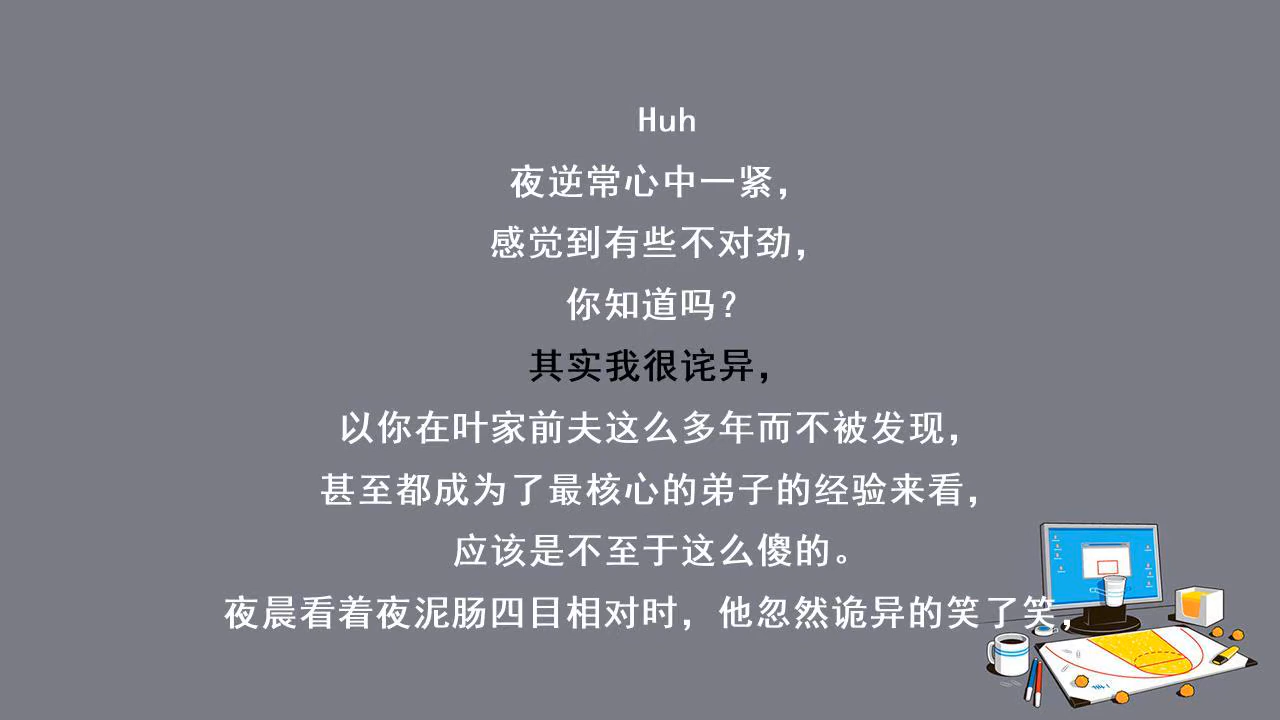 Huh
夜逆常心中一紧，
感觉到有些不对劲，
你知道吗？
其实我很诧异，
以你在叶家前夫这么多年而不被发现，
甚至都成为了最核心的弟子的经验来看，
应该是不至于这么傻的。
夜晨看着夜泥肠四目相对时，他忽然诡异的笑了笑，